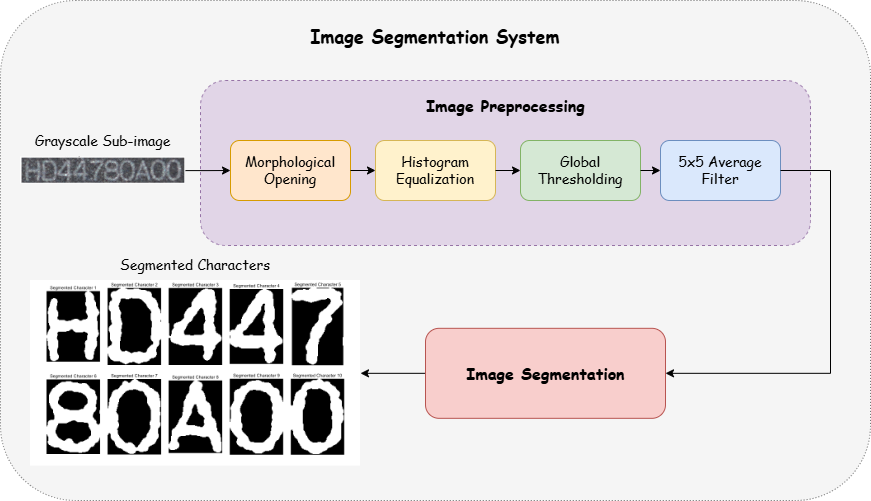 Image Segmentation System
Image Preprocessing
Grayscale Sub-image
HD44780A00
Morphological
Opening
Histogram
Equalization
Global
Thresholding
5x5 Average
Filter
Segmented Characters
Segmented Character 1
Segmented Character 2
Segmented Character 3
Segmented Character 4
Segmented Character 5
H
D
4
4
7
Segmented Character 6
Segmented Character 7
Segmented Character 8
Segmented Character 9
Segmented Character 10
8
0
A
0
0
Image Segmentation